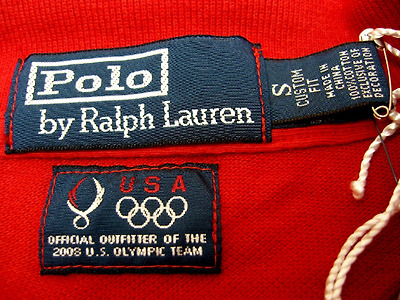 Polo
by Ralph Lauren
S
CUSTOM
FIT
MADE IN
CHINA
100% COTTON
EXCLUSIVE OF
DECORATION
USA
OFFICIAL OUTFITTER OF THE
2008 U.S. OLYMPIC TEAM